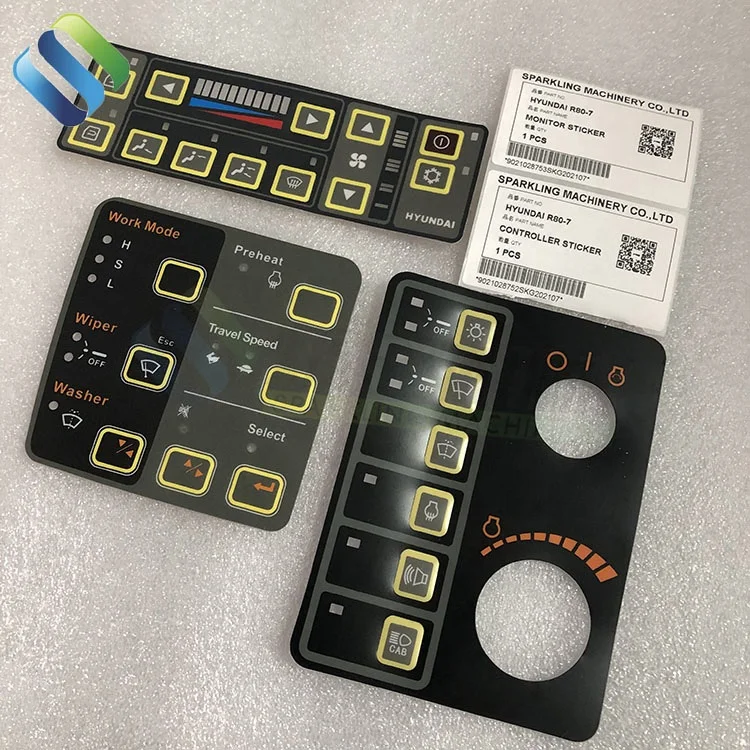 HYUNDAI
SPARKLING MACHINERY CO.,LTD
品番 PART NO.
HYUNDAI R80-7
品名 PART NAME
MONITOR STICKER
数量 QTY
1 PCS
*9021028753SKG202107*
SPARKLING MACHINERY CO.,LTD
品番 PART NO.
HYUNDAI R80-7
品名 PART NAME
CONTROLLER STICKER
数量 QTY
1 PCS
*9021028752SKG202107*
Work Mode
H
S
L
Preheat
Wiper
Esc
OFF
Travel Speed
Washer
Select
OFF
OFF
CAB